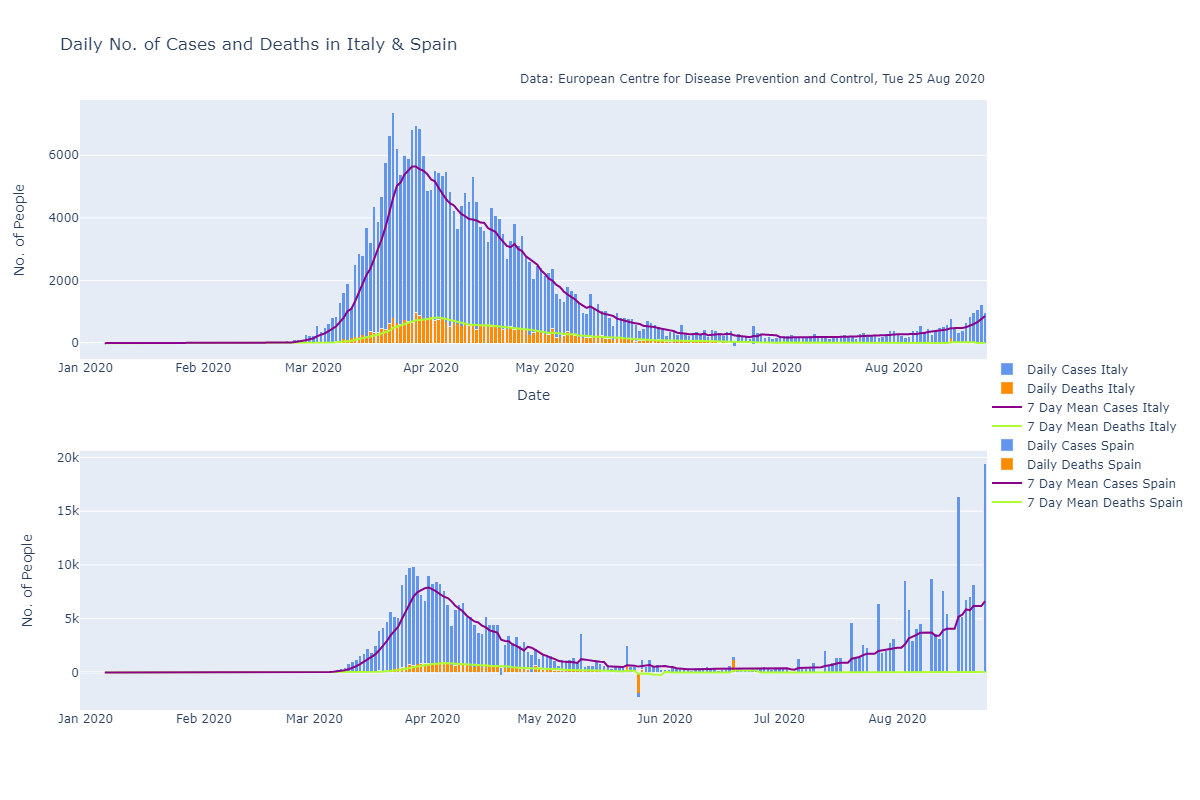 Daily No. of Cases and Deaths in Italy & Spain
Data: European Centre for Disease Prevention and Control, Tue 25 Aug 2020
No. of People
6000
4000
2000
0
Jan 2020 Feb 2020 Mar 2020 Apr 2020 May 2020 Jun 2020 Jul 2020 Aug 2020
Date
Daily Cases Italy
Daily Deaths Italy
7 Day Mean Cases Italy
7 Day Mean Deaths Italy
Daily Cases Spain
Daily Deaths Spain
7 Day Mean Cases Spain
7 Day Mean Deaths Spain
No. of People
20k
15k
10k
5k
0
Jan 2020 Feb 2020 Mar 2020 Apr 2020 May 2020 Jun 2020 Jul 2020 Aug 2020